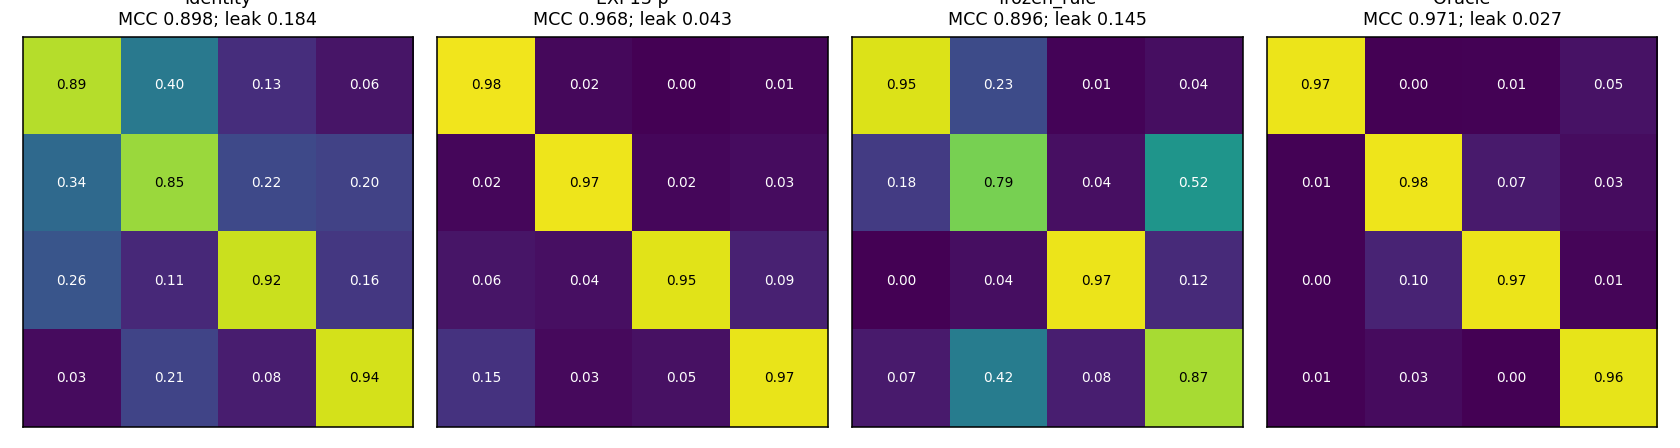 Identity
MCC 0.898; leak 0.184
MCC 0.968; leak 0.043
frozen_rule
MCC 0.896; leak 0.145
Oracle
MCC 0.971; leak 0.027
0.89 0.40 0.13 0.06
0.34 0.85 0.22 0.20
0.26 0.11 0.92 0.16
0.03 0.21 0.08 0.94
0.98 0.02 0.00 0.01
0.02 0.97 0.02 0.03
0.06 0.04 0.95 0.09
0.15 0.03 0.05 0.97
0.95 0.23 0.01 0.04
0.18 0.79 0.04 0.52
0.00 0.04 0.97 0.12
0.07 0.42 0.08 0.87
0.97 0.00 0.01 0.05
0.01 0.98 0.07 0.03
0.00 0.10 0.97 0.01
0.01 0.03 0.00 0.96